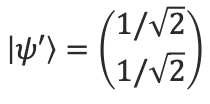 |ψ′⟩ = (1/√2
1/√2)